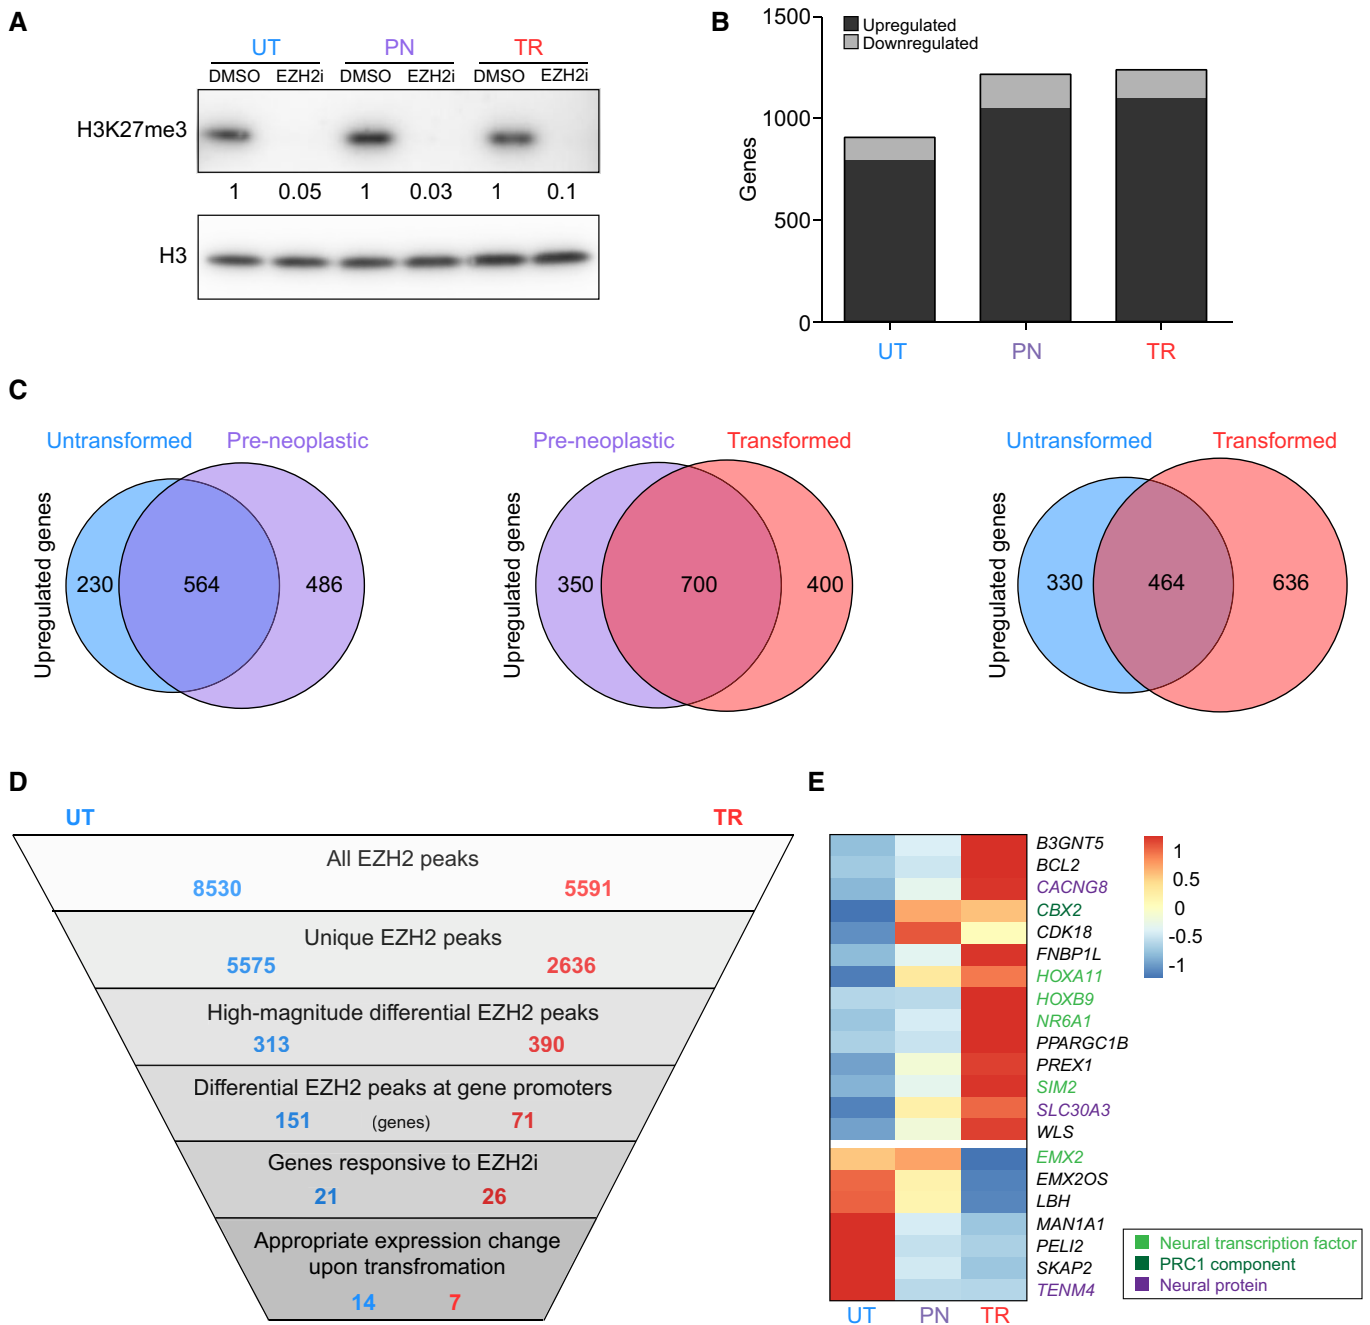 A
UT PN TR
DMSO EZH2i DMSO EZH2i DMSO EZH2i
H3K27me3
1 0.05 1 0.03 1 0.1
H3
B
1500
1000
500
0
Genes
Upregulated
Downregulated
UT PN TR
C
Untransformed Pre-neoplastic
Upregulated genes
230 564 486
Pre-neoplastic Transformed
Upregulated genes
350 700 400
Untransformed Transformed
Upregulated genes
330 464 636
D
UT TR
All EZH2 peaks
8530 5591
Unique EZH2 peaks
5575 2636
High-magnitude differential EZH2 peaks
313 390
Differential EZH2 peaks at gene promoters
151 (genes) 71
Genes responsive to EZH2i
21 26
Appropriate expression change
upon transfromation
14 7
E
B3GNT5
BCL2
CACNG8
CBX2
CDK18
FNBP1L
HOXA11
HOXB9
NR6A1
PPARGC1B
PREX1
SIM2
SLC30A3
WLS
EMX2
EMX2OS
LBH
MAN1A1
PELI2
SKAP2
TENM4
UT PN TR
1
0.5
0
-0.5
-1
Neural transcription factor
PRC1 component
Neural protein